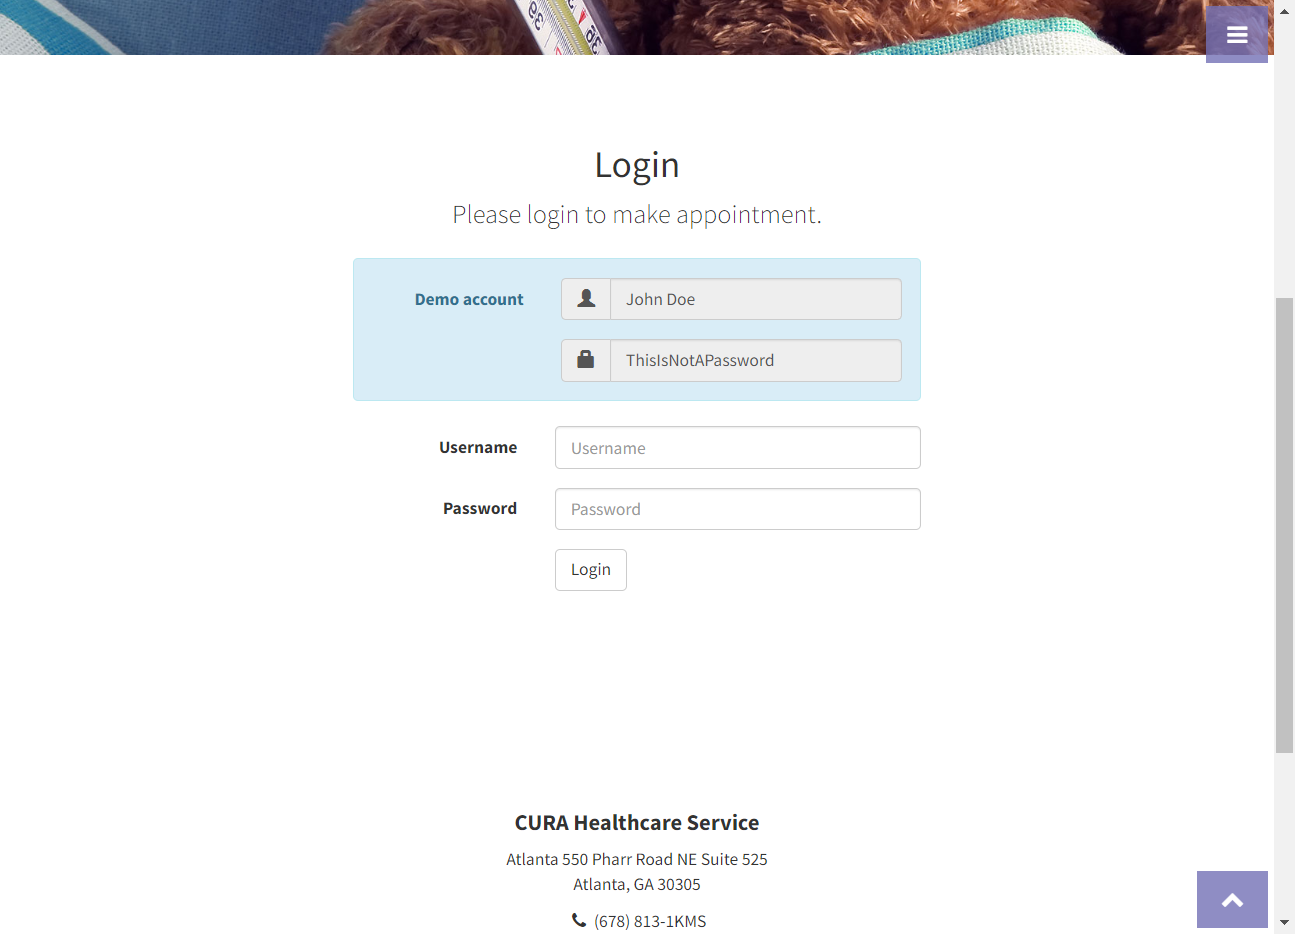 Login
Please login to make appointment.
Demo account
John Doe
ThisIsNotAPassword
Username
Username
Password
Password
Login
CURA Healthcare Service
Atlanta 550 Pharr Road NE Suite 525
Atlanta, GA 30305
(678) 813-1KMS